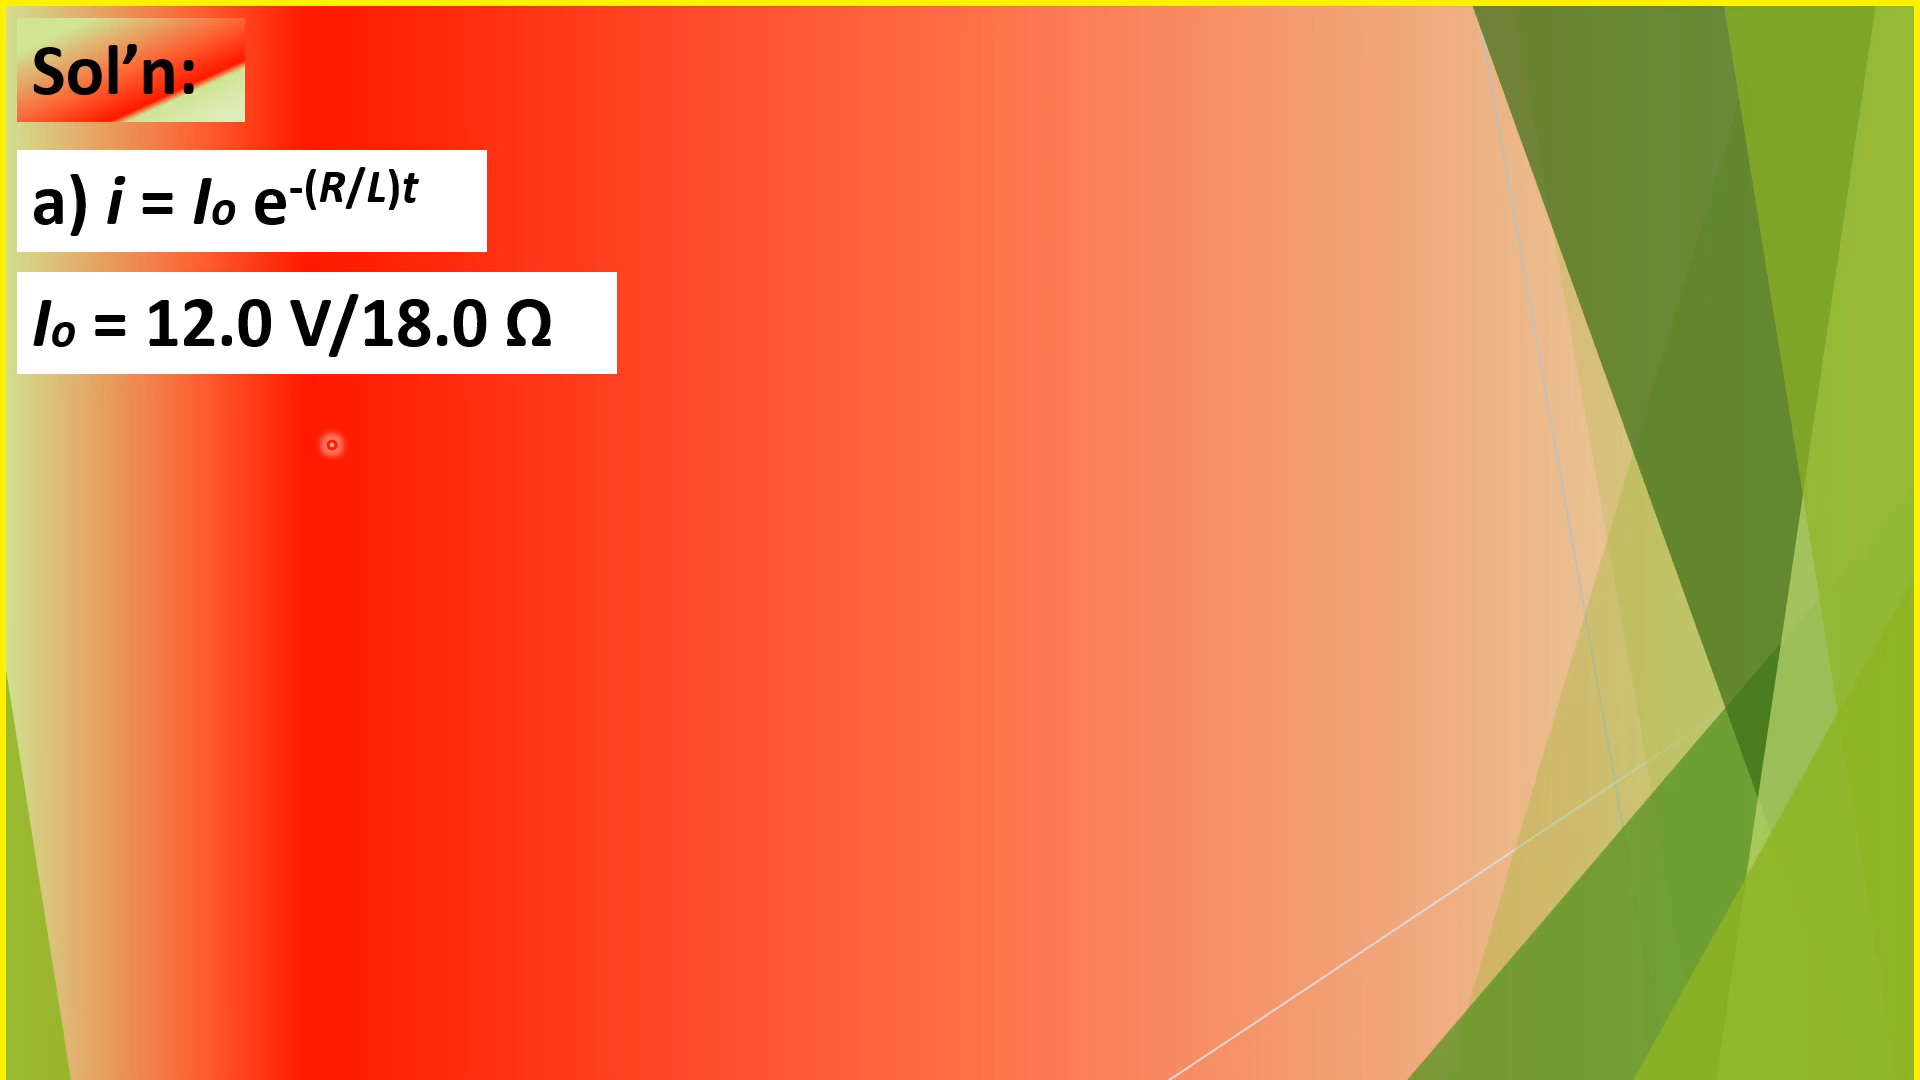 Sol’n:
a) i = Iₒ e⁻⁽ᴿ/ᴸ⁾ᵗ
Iₒ = 12.0 V/18.0 Ω